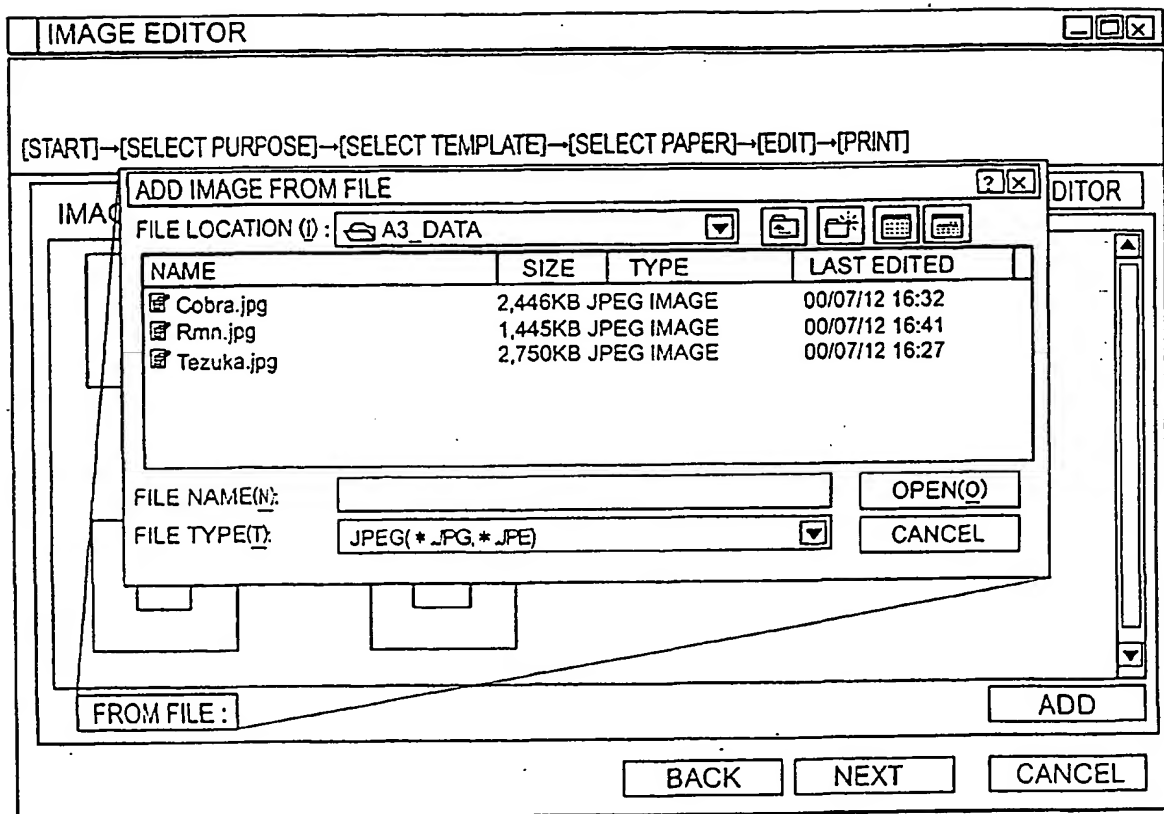 IMAGE EDITOR
[START]→[SELECT PURPOSE]→[SELECT TEMPLATE]→[SELECT PAPER]→[EDIT]→[PRINT]
IMAG
DITOR
ADD IMAGE FROM FILE
FILE LOCATION (I) : A3_DATA
NAME SIZE TYPE LAST EDITED
Cobra.jpg 2,446KB JPEG IMAGE 00/07/12 16:32
Rmn.jpg 1,445KB JPEG IMAGE 00/07/12 16:41
Tezuka.jpg 2,750KB JPEG IMAGE 00/07/12 16:27
FILE NAME(N): OPEN(O)
FILE TYPE(T): JPEG(*.JPG,*.JPE) CANCEL
FROM FILE : ADD
BACK NEXT CANCEL